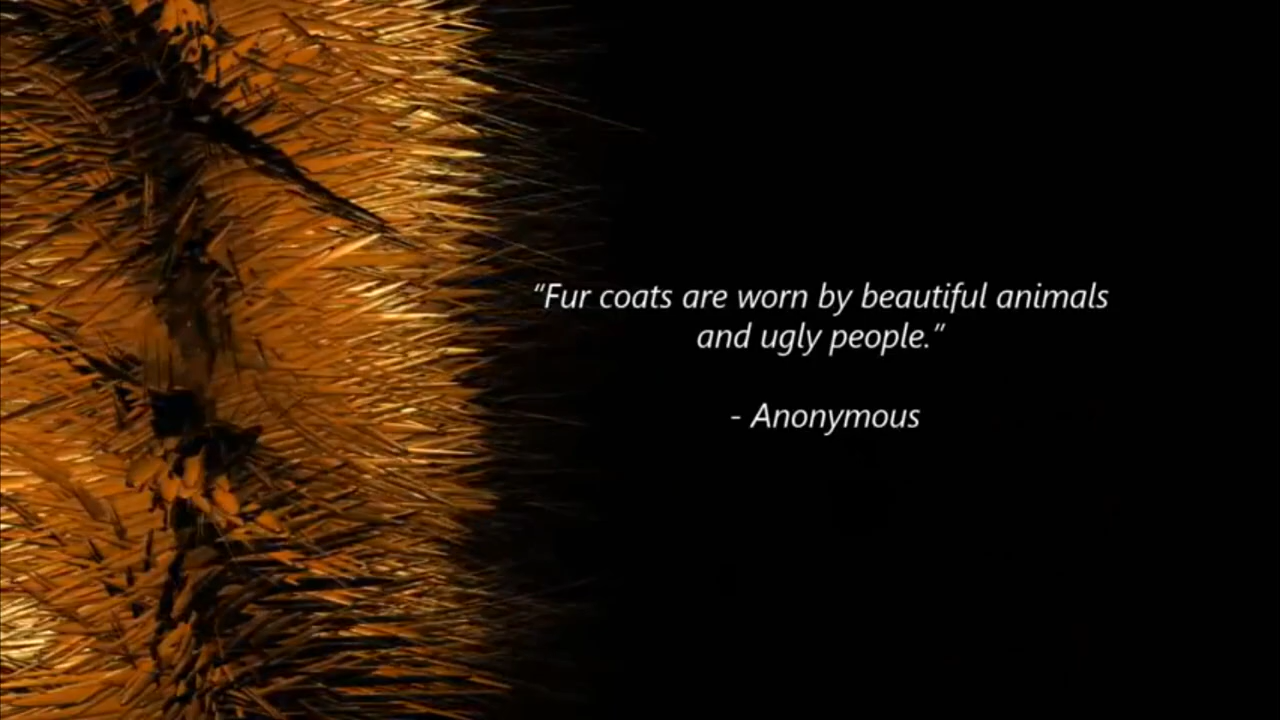 “Fur coats are worn by beautiful animals
and ugly people.”
- Anonymous